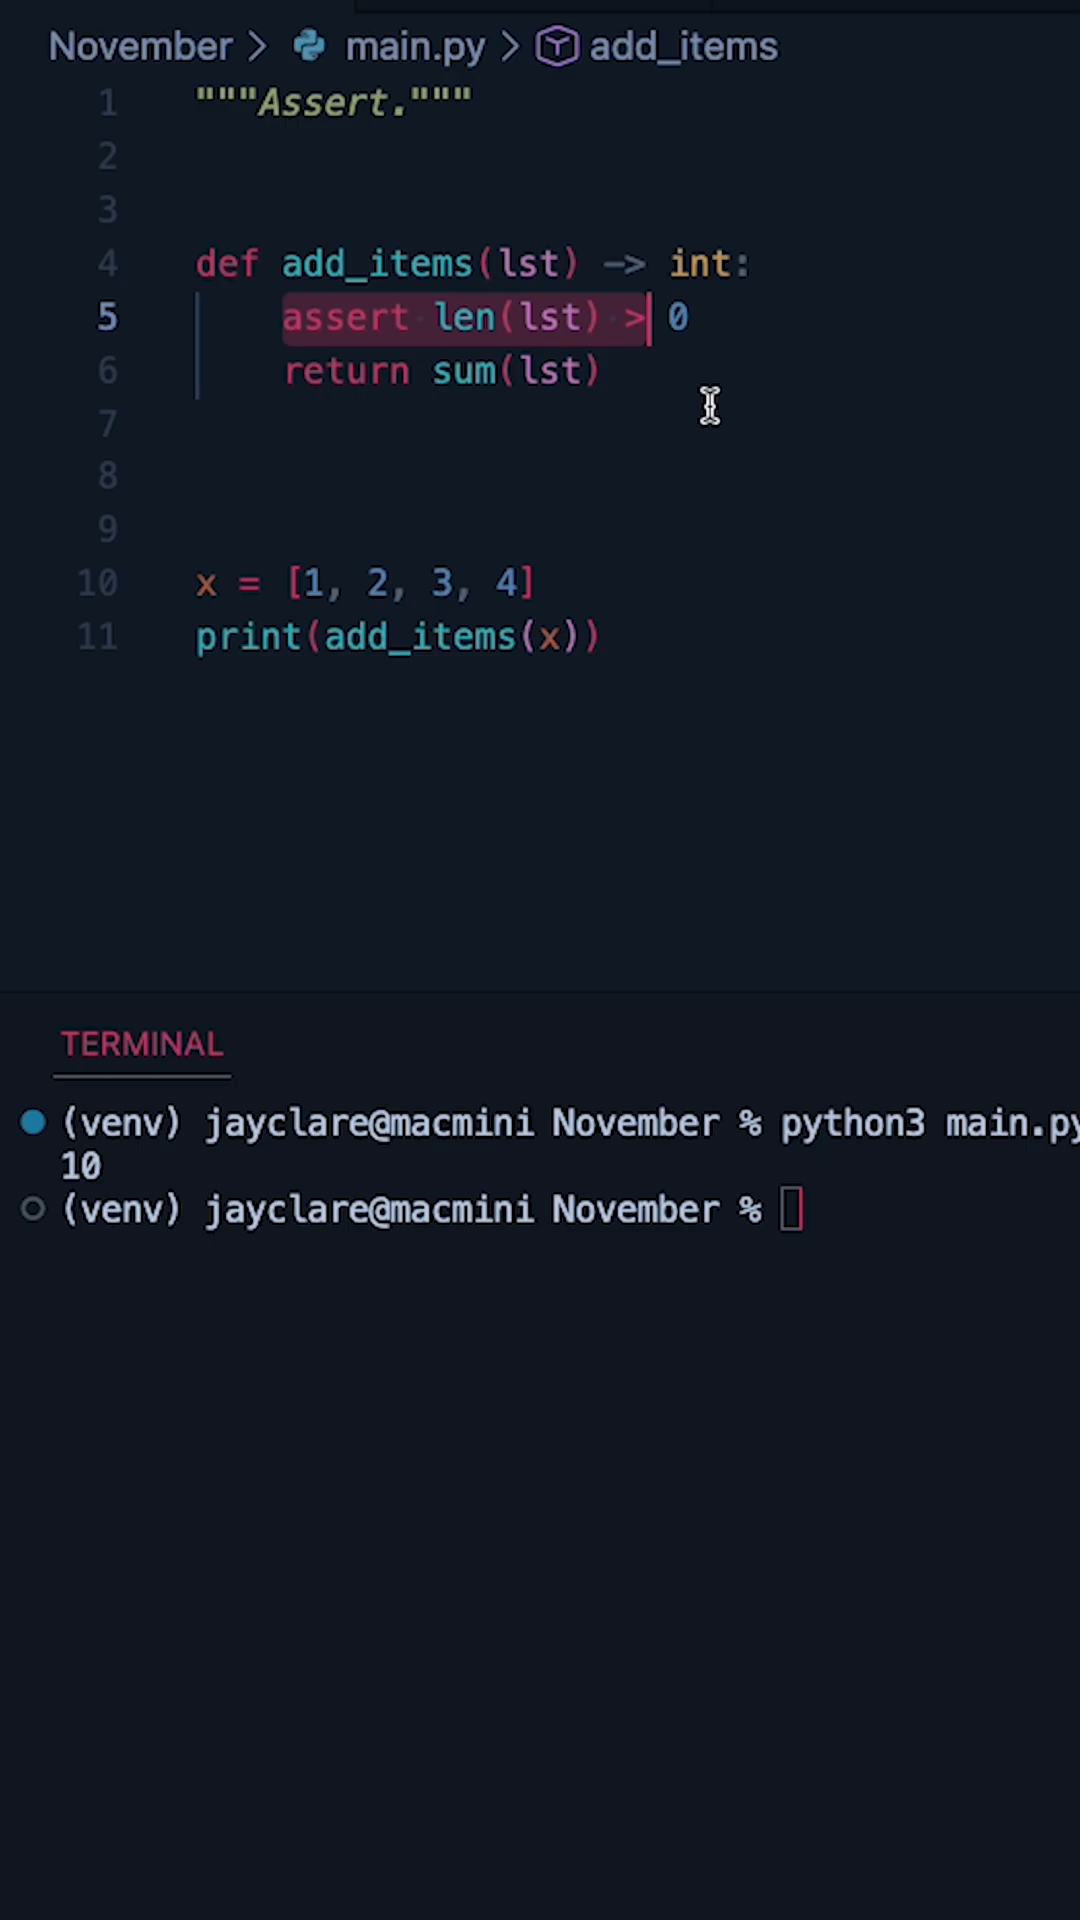 November > main.py > add_items
1 """Assert."""
2
3
4 def add_items(lst) -> int:
5 assert len(lst) > 0
6 return sum(lst)
7
8
9
10 x = [1, 2, 3, 4]
11 print(add_items(x))
TERMINAL
(venv) jayclare@macmini November % python3 main.py
10
(venv) jayclare@macmini November %